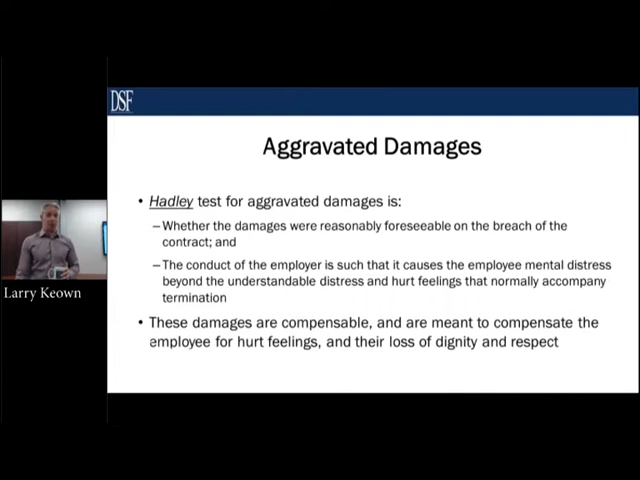 DSF
Aggravated Damages
• Hadley test for aggravated damages is:
– Whether the damages were reasonably foreseeable on the breach of the
contract; and
– The conduct of the employer is such that it causes the employee mental distress
beyond the understandable distress and hurt feelings that normally accompany
termination
• These damages are compensable, and are meant to compensate the
employee for hurt feelings, and their loss of dignity and respect
Larry Keown